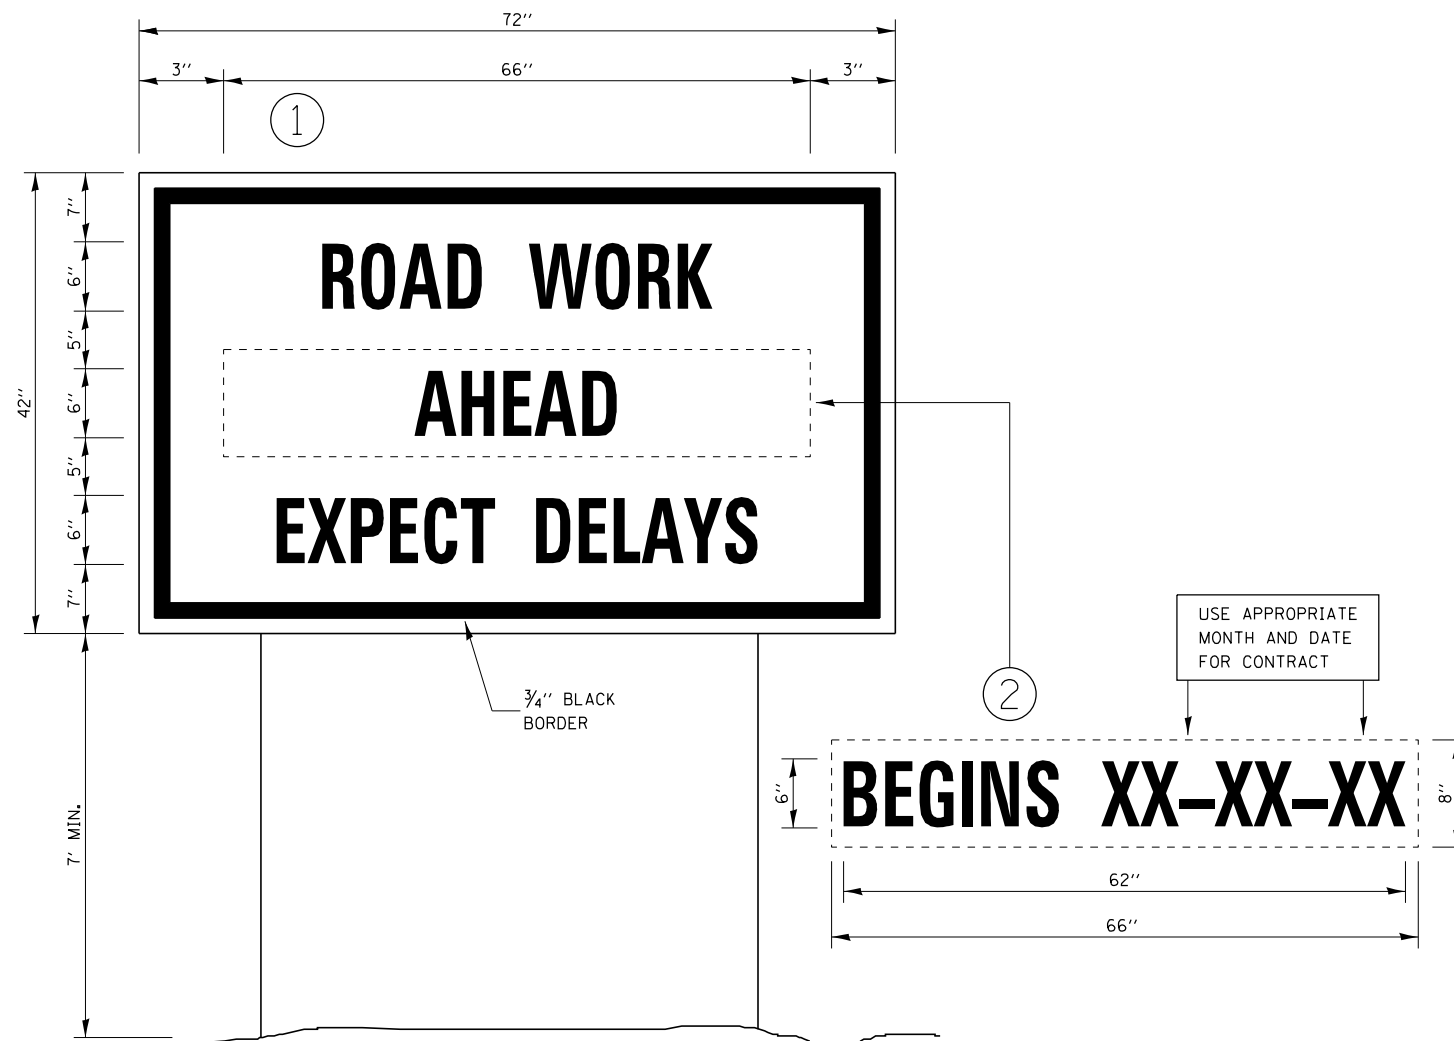 72''
3'' 66'' 3''
1
7''
6''
5''
6''
5''
6''
7''
42''
ROAD WORK
AHEAD
EXPECT DELAYS
3/4'' BLACK
BORDER
7' MIN.
2
USE APPROPRIATE
MONTH AND DATE
FOR CONTRACT
6''
BEGINS XX-XX-XX
8''
62''
66''